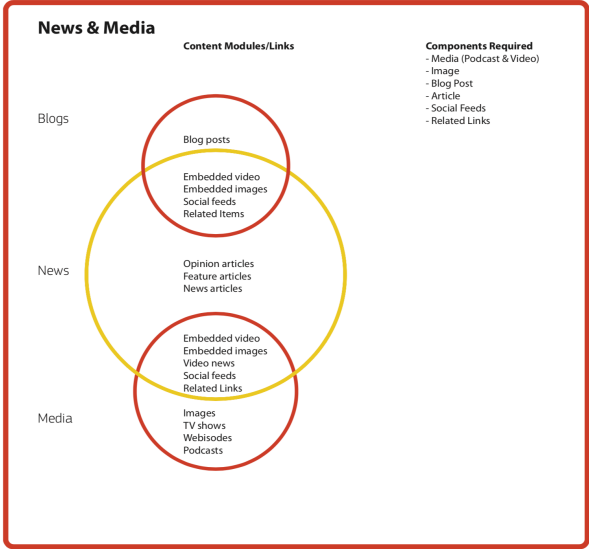 News & Media
Content Modules/Links
Components Required
- Media (Podcast & Video)
- Image
- Blog Post
- Article
- Social Feeds
- Related Links
Blogs
Blog posts
Embedded video
Embedded images
Social feeds
Related Items
News
Opinion articles
Feature articles
News articles
Embedded video
Embedded images
Video news
Social feeds
Related Links
Media
Images
TV shows
Webisodes
Podcasts